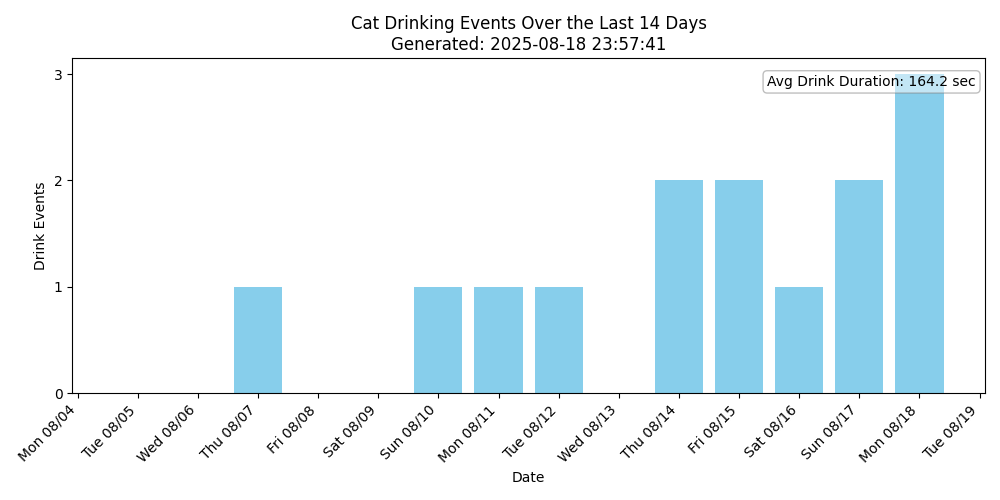 Cat Drinking Events Over the Last 14 Days
Generated: 2025-08-18 23:57:41
Avg Drink Duration: 164.2 sec
Drink Events
3
2
1
0
Mon 08/04
Tue 08/05
Wed 08/06
Thu 08/07
Fri 08/08
Sat 08/09
Sun 08/10
Mon 08/11
Tue 08/12
Wed 08/13
Thu 08/14
Fri 08/15
Sat 08/16
Sun 08/17
Mon 08/18
Tue 08/19
Date